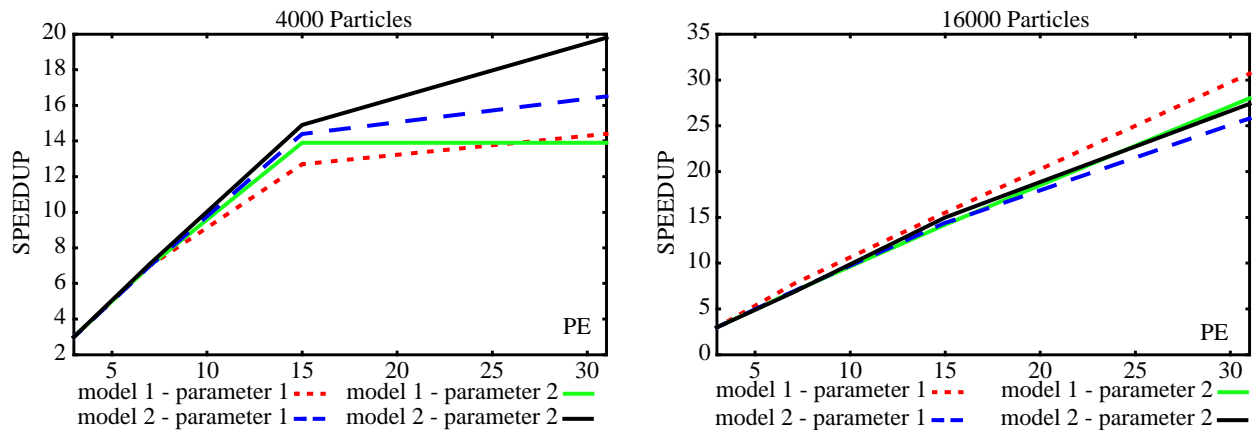 4000 Particles
20
18
16
14
12
10
8
6
4
2
SPEEDUP
PE
5
10
15
20
25
30
model 1 - parameter 1
model 1 - parameter 2
model 2 - parameter 1
model 2 - parameter 2
16000 Particles
35
30
25
20
15
10
5
0
SPEEDUP
PE
5
10
15
20
25
30
model 1 - parameter 1
model 1 - parameter 2
model 2 - parameter 1
model 2 - parameter 2